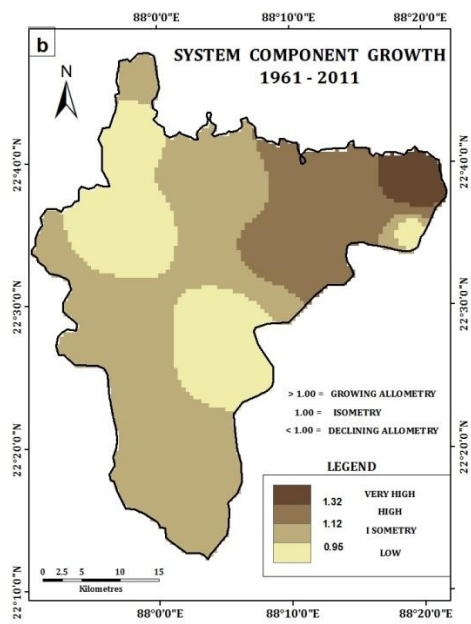 88°0'0"E 88°10'0"E 88°20'0"E
b
SYSTEM COMPONENT GROWTH
1961 - 2011
N
22°40'0"N 22°40'0"N
22°30'0"N 22°30'0"N
> 1.00 = GROWING ALLOMETRY
1.00 = ISOMETRY
< 1.00 = DECLINING ALLOMETRY
22°20'0"N 22°20'0"N
LEGEND
VERY HIGH
1.32
HIGH
1.12
I SOMETRY
0.95
LOW
0 2.5 5 10 15
Kilometres
22°10'0"N 22°10'0"N
88°0'0"E 88°10'0"E 88°20'0"E